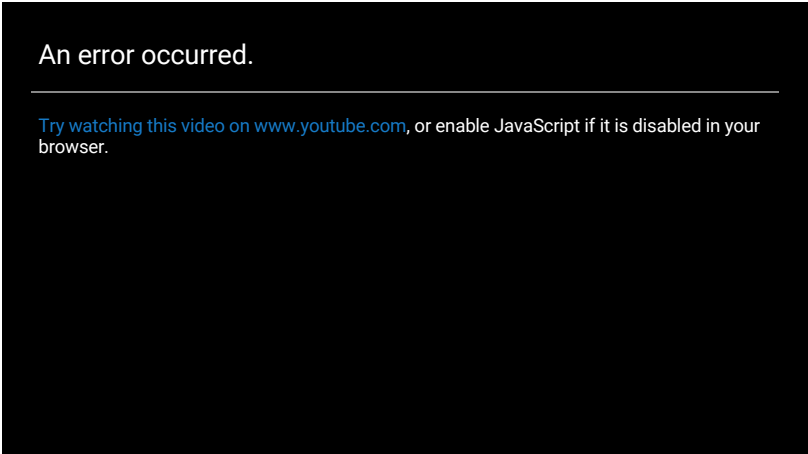 An error occurred.
Try watching this video on www.youtube.com, or enable JavaScript if it is disabled in your
browser.